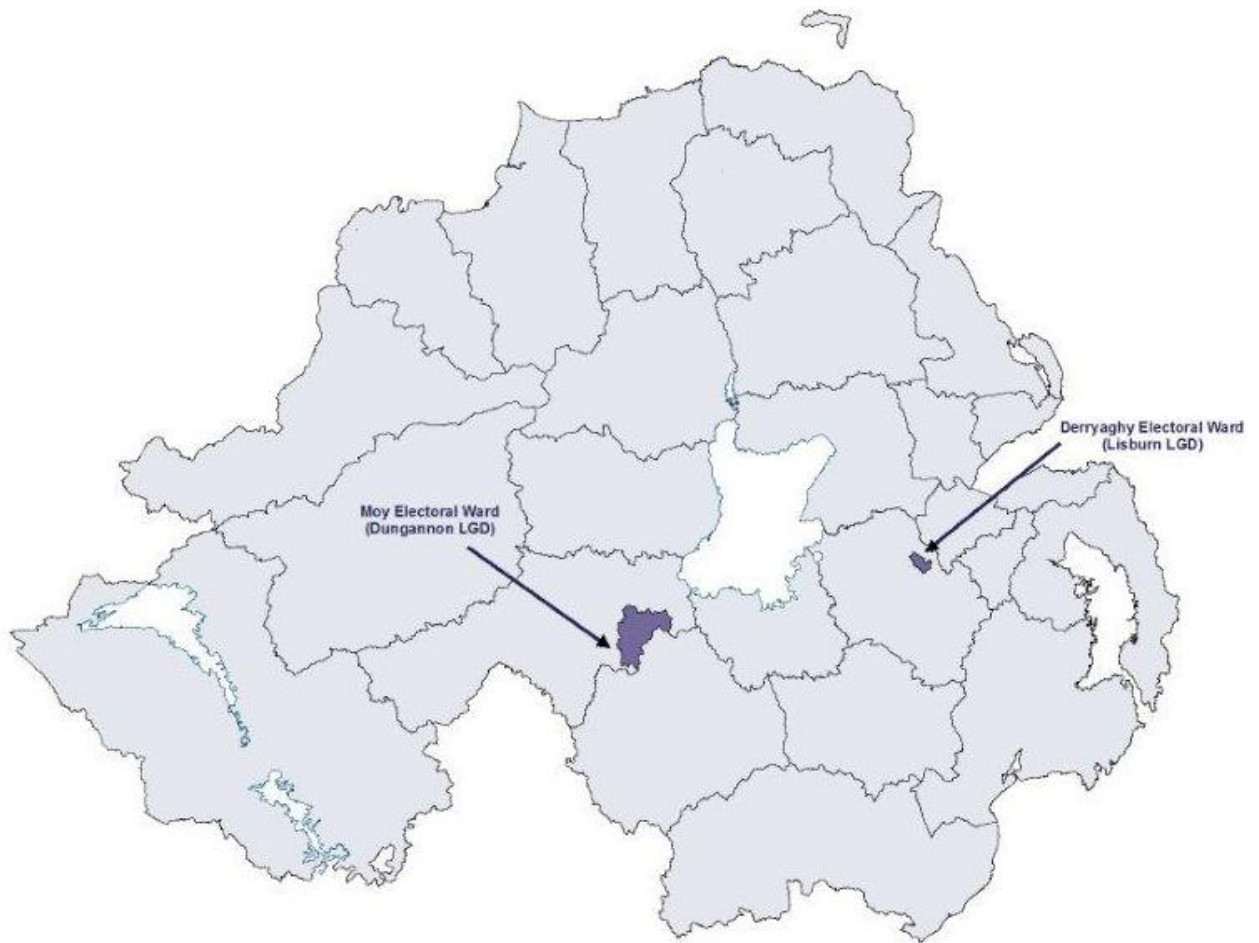 Derryaghy Electoral Ward
(Lisburn LGD)
Moy Electoral Ward
(Dungannon LGD)